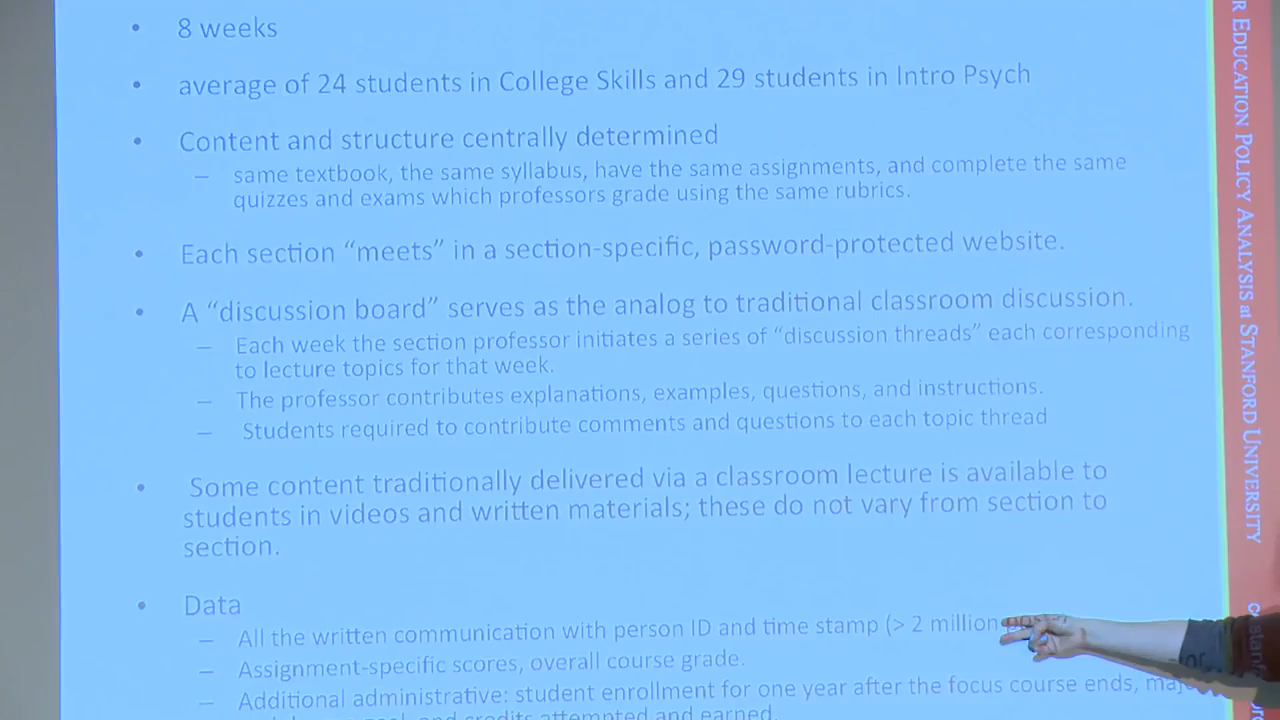 • 8 weeks
• average of 24 students in College Skills and 29 students in Intro Psych
• Content and structure centrally determined
– same textbook, the same syllabus, have the same assignments, and complete the same
quizzes and exams which professors grade using the same rubrics.
• Each section “meets” in a section-specific, password-protected website.
• A “discussion board” serves as the analog to traditional classroom discussion.
– Each week the section professor initiates a series of “discussion threads” each corresponding
to lecture topics for that week.
– The professor contributes explanations, examples, questions, and instructions.
– Students required to contribute comments and questions to each topic thread
• Some content traditionally delivered via a classroom lecture is available to
students in videos and written materials; these do not vary from section to
section.
• Data
– All the written communication with person ID and time stamp (> 2 million
– Assignment-specific scores, overall course grade.
– Additional administrative: student enrollment for one year after the focus course ends,
and credits attempted and earned.
R EDUCATION POLICY ANALYSIS at STANFORD UNIVERSITY